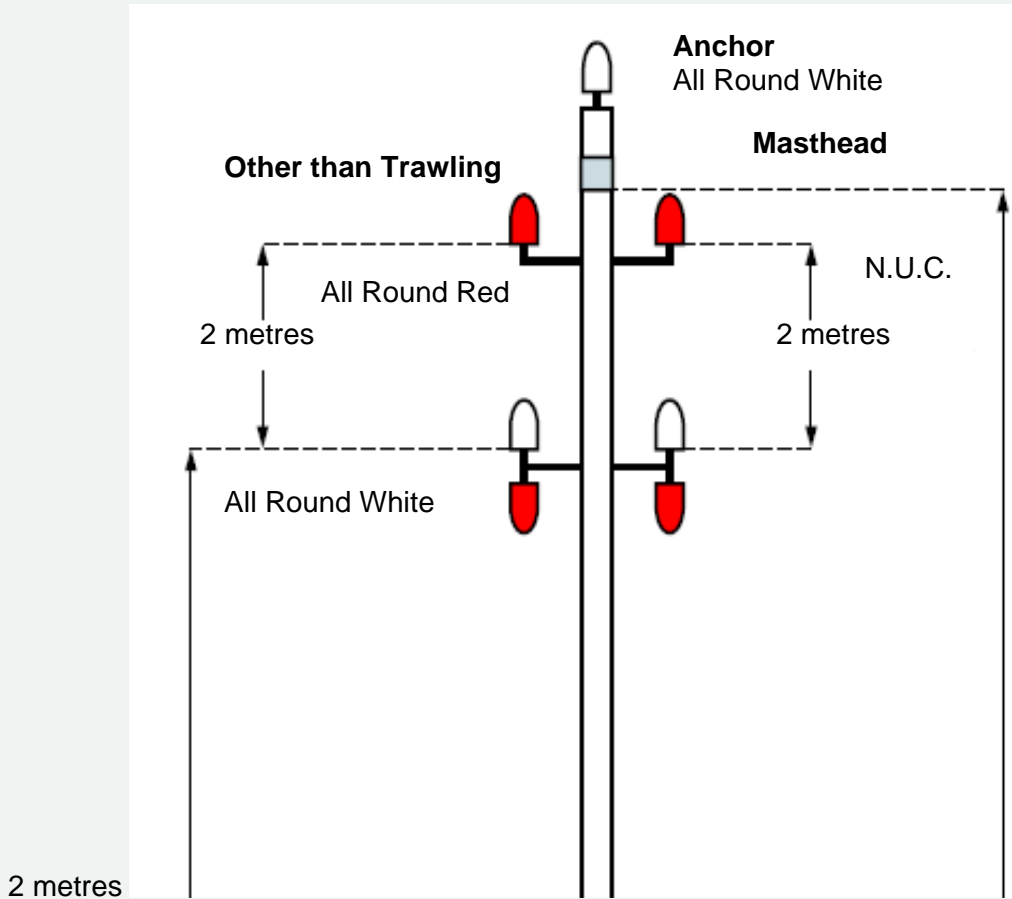 Anchor
All Round White
Masthead
Other than Trawling
N.U.C.
All Round Red
2 metres
2 metres
All Round White
2 metres